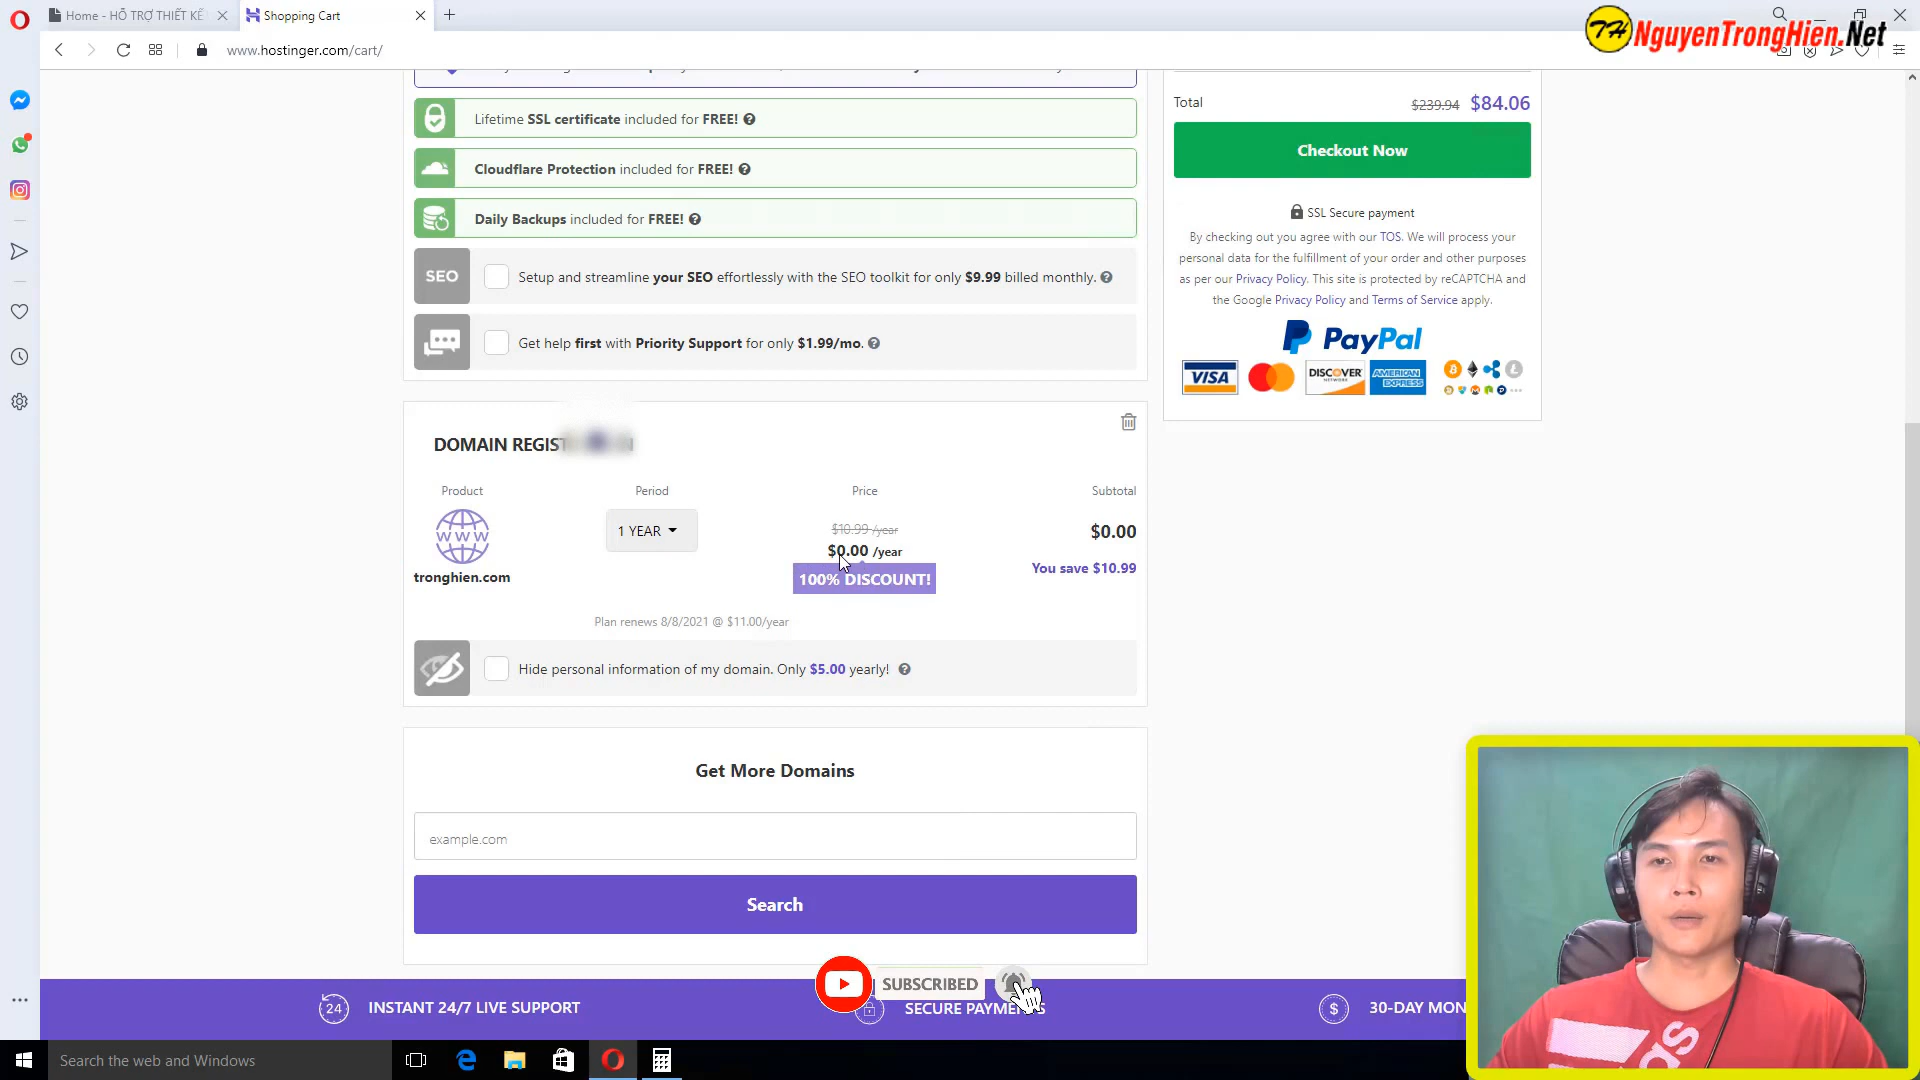 Home - HỖ TRỢ THIẾT KẾ
Shopping Cart
NguyenTrongHien.Net
www.hostinger.com/cart/
Lifetime SSL certificate included for FREE!
Cloudflare Protection included for FREE!
Daily Backups included for FREE!
SEO
Setup and streamline your SEO effortlessly with the SEO toolkit for only $9.99 billed monthly.
Get help first with Priority Support for only $1.99/mo.
Total $239.94 $84.06
Checkout Now
SSL Secure payment
By checking out you agree with our TOS. We will process your
personal data for the fulfillment of your order and other purposes
as per our Privacy Policy. This site is protected by reCAPTCHA and
the Google Privacy Policy and Terms of Service apply.
PayPal
VISA
DISCOVER
AMERICAN EXPRESS
DOMAIN REGIST
Product Period Price Subtotal
WWW
1 YEAR
$10.99 /year
$0.00 /year
$0.00
100% DISCOUNT!
You save $10.99
tronghien.com
Plan renews 8/8/2021 @ $11.00/year
Hide personal information of my domain. Only $5.00 yearly!
Get More Domains
example.com
Search
SUBSCRIBED
24
INSTANT 24/7 LIVE SUPPORT
SECURE PAYMENTS
30-DAY MON
Search the web and Windows